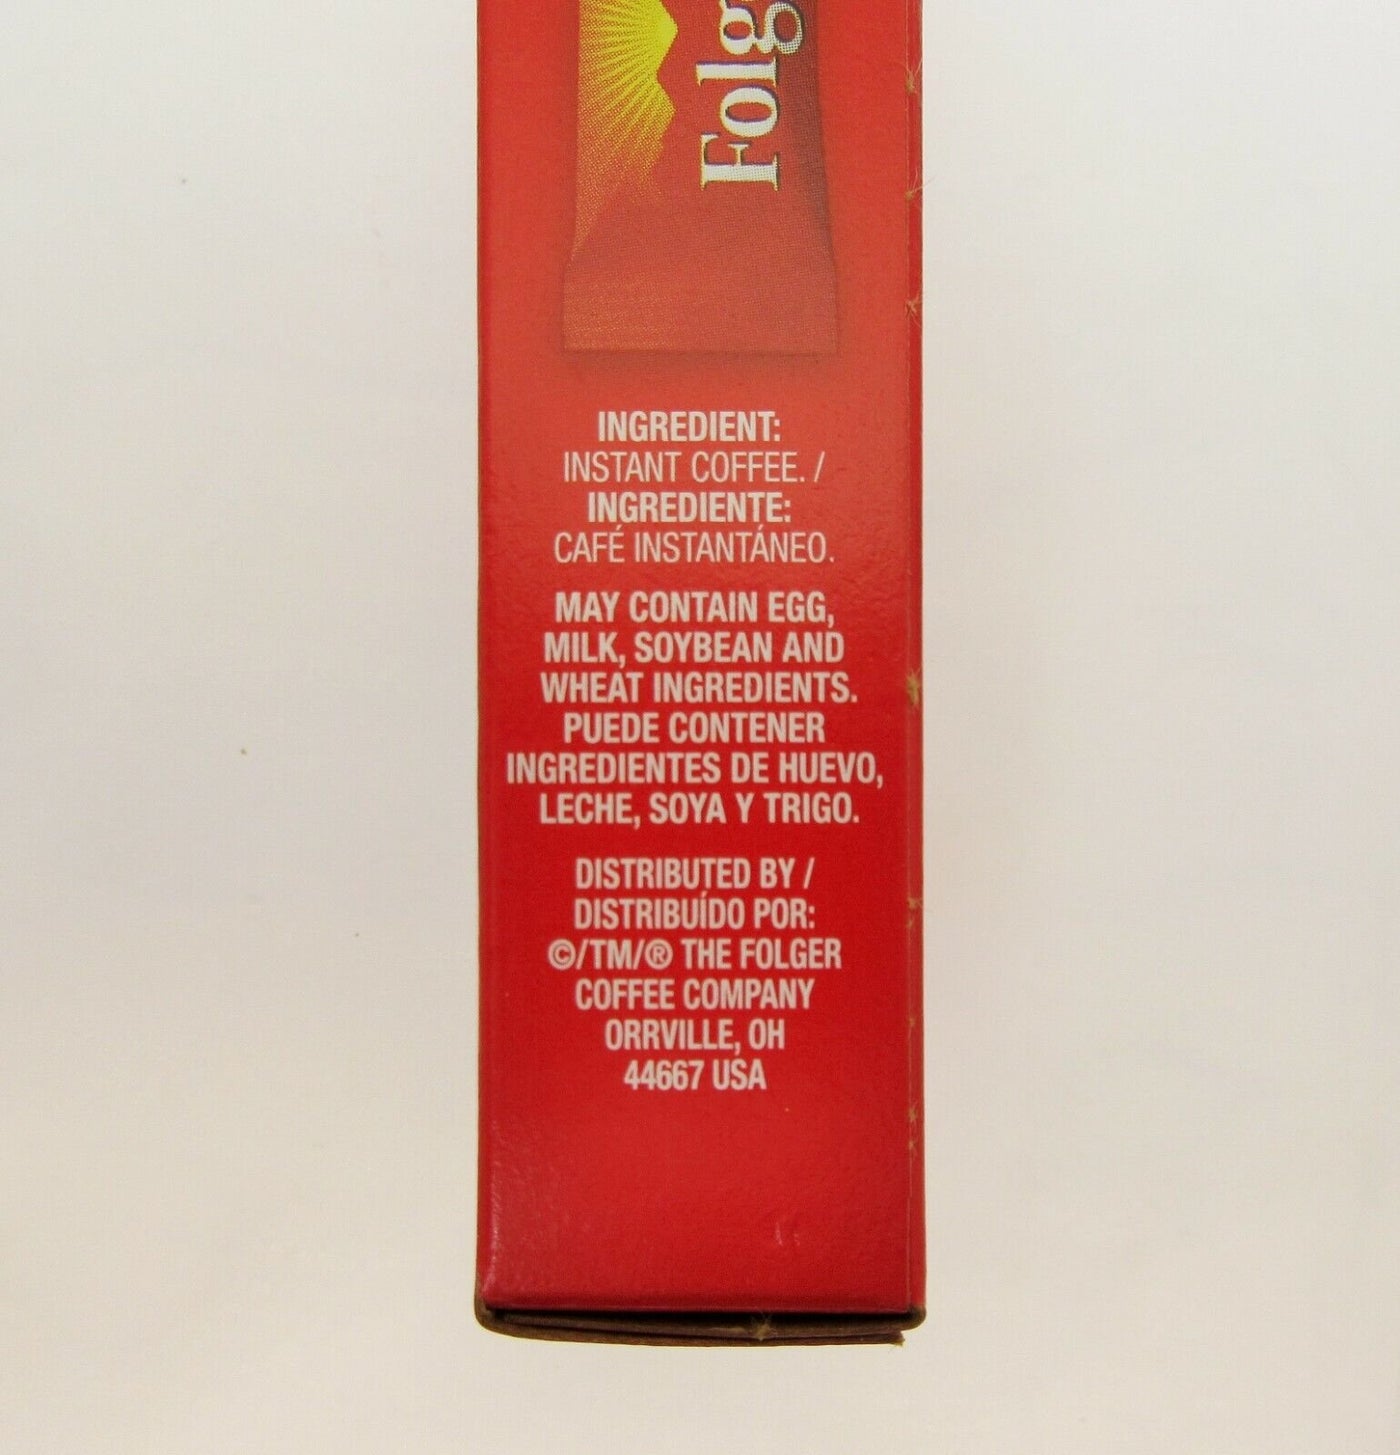 Folg
INGREDIENT:
INSTANT COFFEE. /
INGREDIENTE:
CAFÉ INSTANTÁNEO.
MAY CONTAIN EGG,
MILK, SOYBEAN AND
WHEAT INGREDIENTS.
PUEDE CONTENER
INGREDIENTES DE HUEVO,
LECHE, SOYA Y TRIGO.
DISTRIBUTED BY /
DISTRIBUÍDO POR:
©/TM/® THE FOLGER
COFFEE COMPANY
ORRVILLE, OH
44667 USA